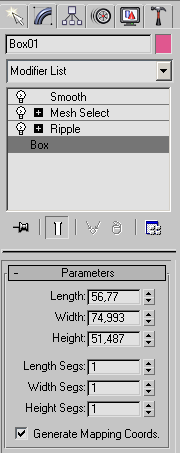 Box01
Modifier List
Smooth
Mesh Select
Ripple
Box
- Parameters
Length: 56,77
Width: 74,993
Height: 51,487
Length Segs: 1
Width Segs: 1
Height Segs: 1
Generate Mapping Coords.